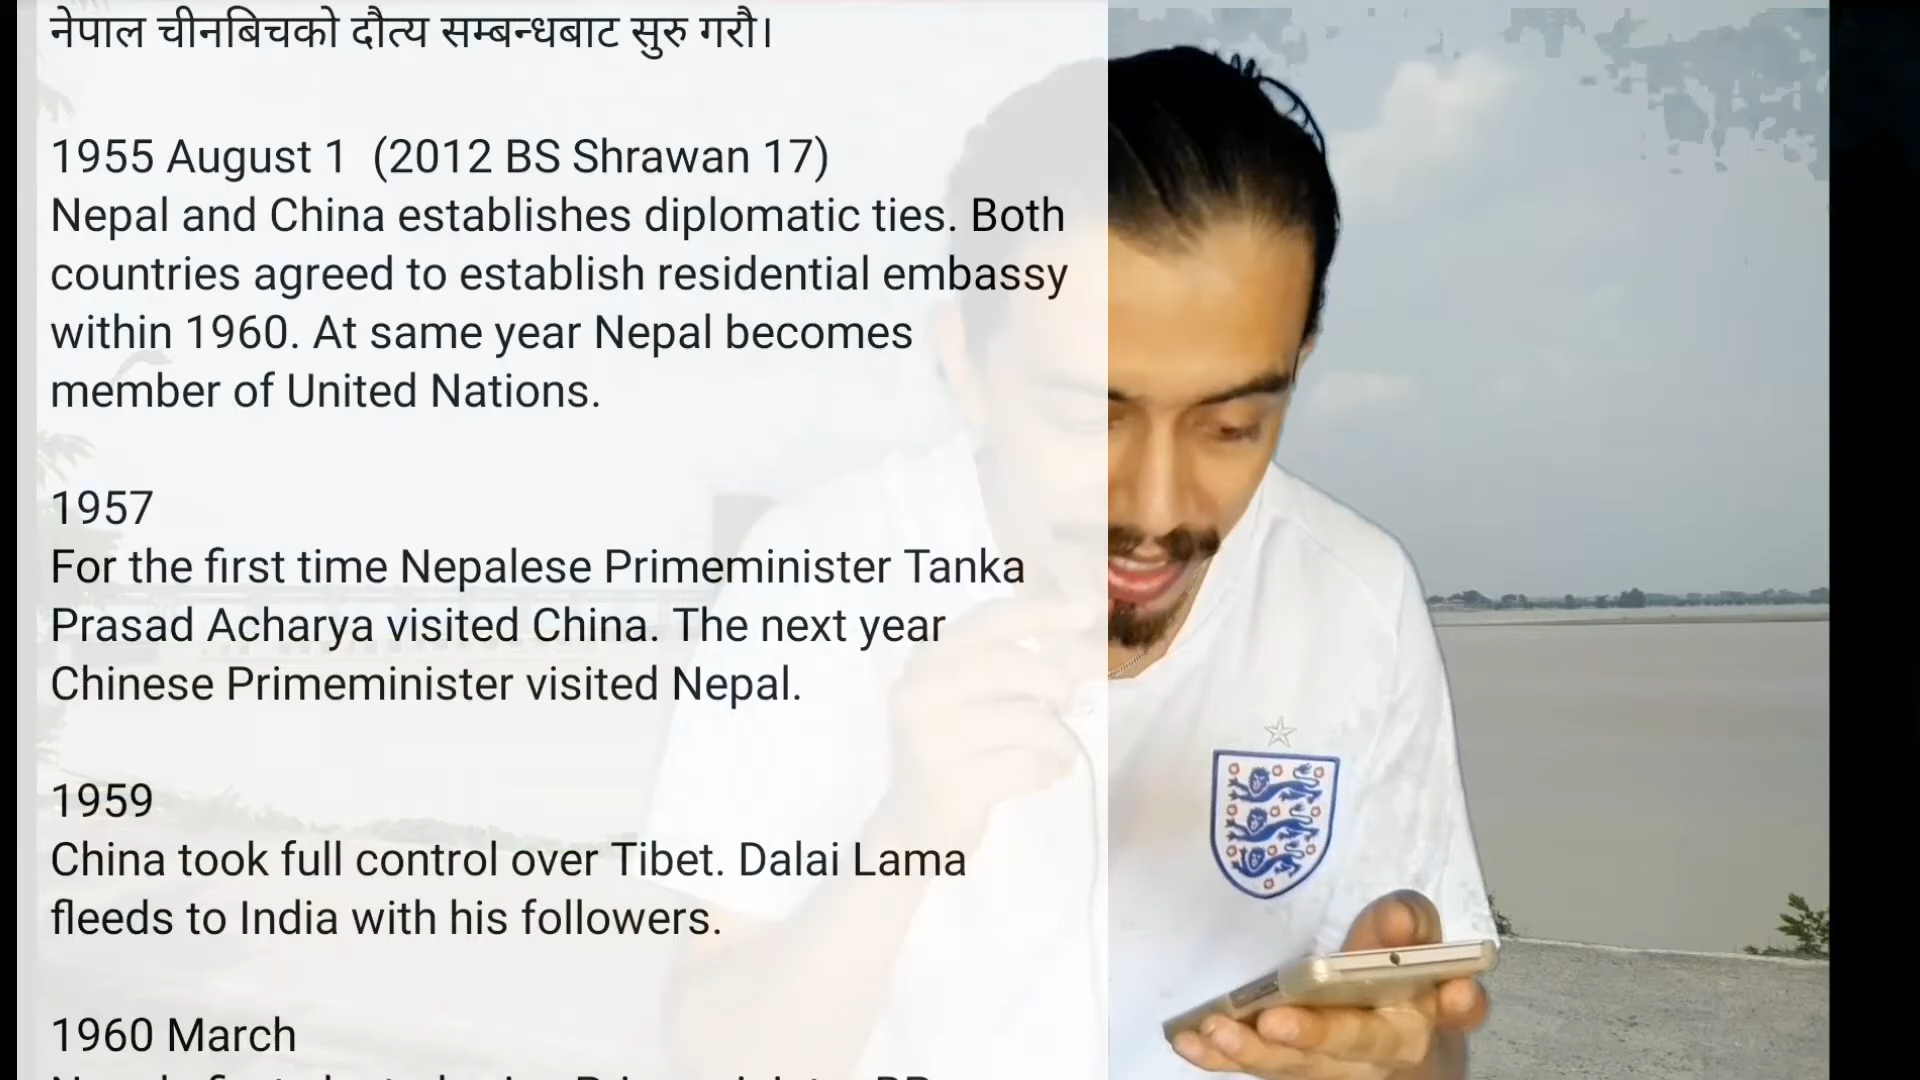 नेपाल चीनबिचको दौत्य सम्बन्धबाट सुरु गरौ।
1955 August 1 (2012 BS Shrawan 17)
Nepal and China establishes diplomatic ties. Both
countries agreed to establish residential embassy
within 1960. At same year Nepal becomes
member of United Nations.
1957
For the first time Nepalese Primeminister Tanka
Prasad Acharya visited China. The next year
Chinese Primeminister visited Nepal.
1959
China took full control over Tibet. Dalai Lama
fleeds to India with his followers.
1960 March